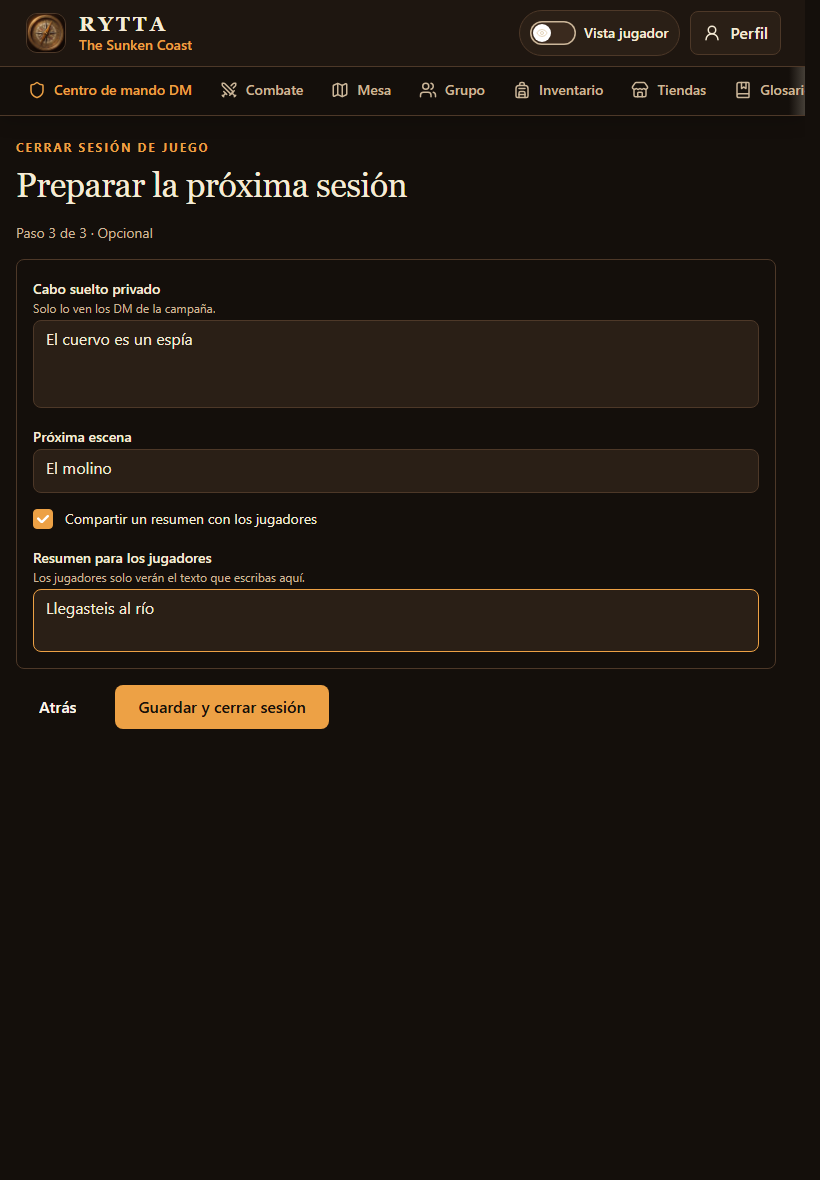 RYTTA
The Sunken Coast
Vista jugador
Perfil
Centro de mando DM
Combate
Mesa
Grupo
Inventario
Tiendas
Glosari
CERRAR SESIÓN DE JUEGO
Preparar la próxima sesión
Paso 3 de 3 · Opcional
Cabo suelto privado
Solo lo ven los DM de la campaña.
El cuervo es un espía
Próxima escena
El molino
Compartir un resumen con los jugadores
Resumen para los jugadores
Los jugadores solo verán el texto que escribas aquí.
Llegasteis al río
Atrás
Guardar y cerrar sesión